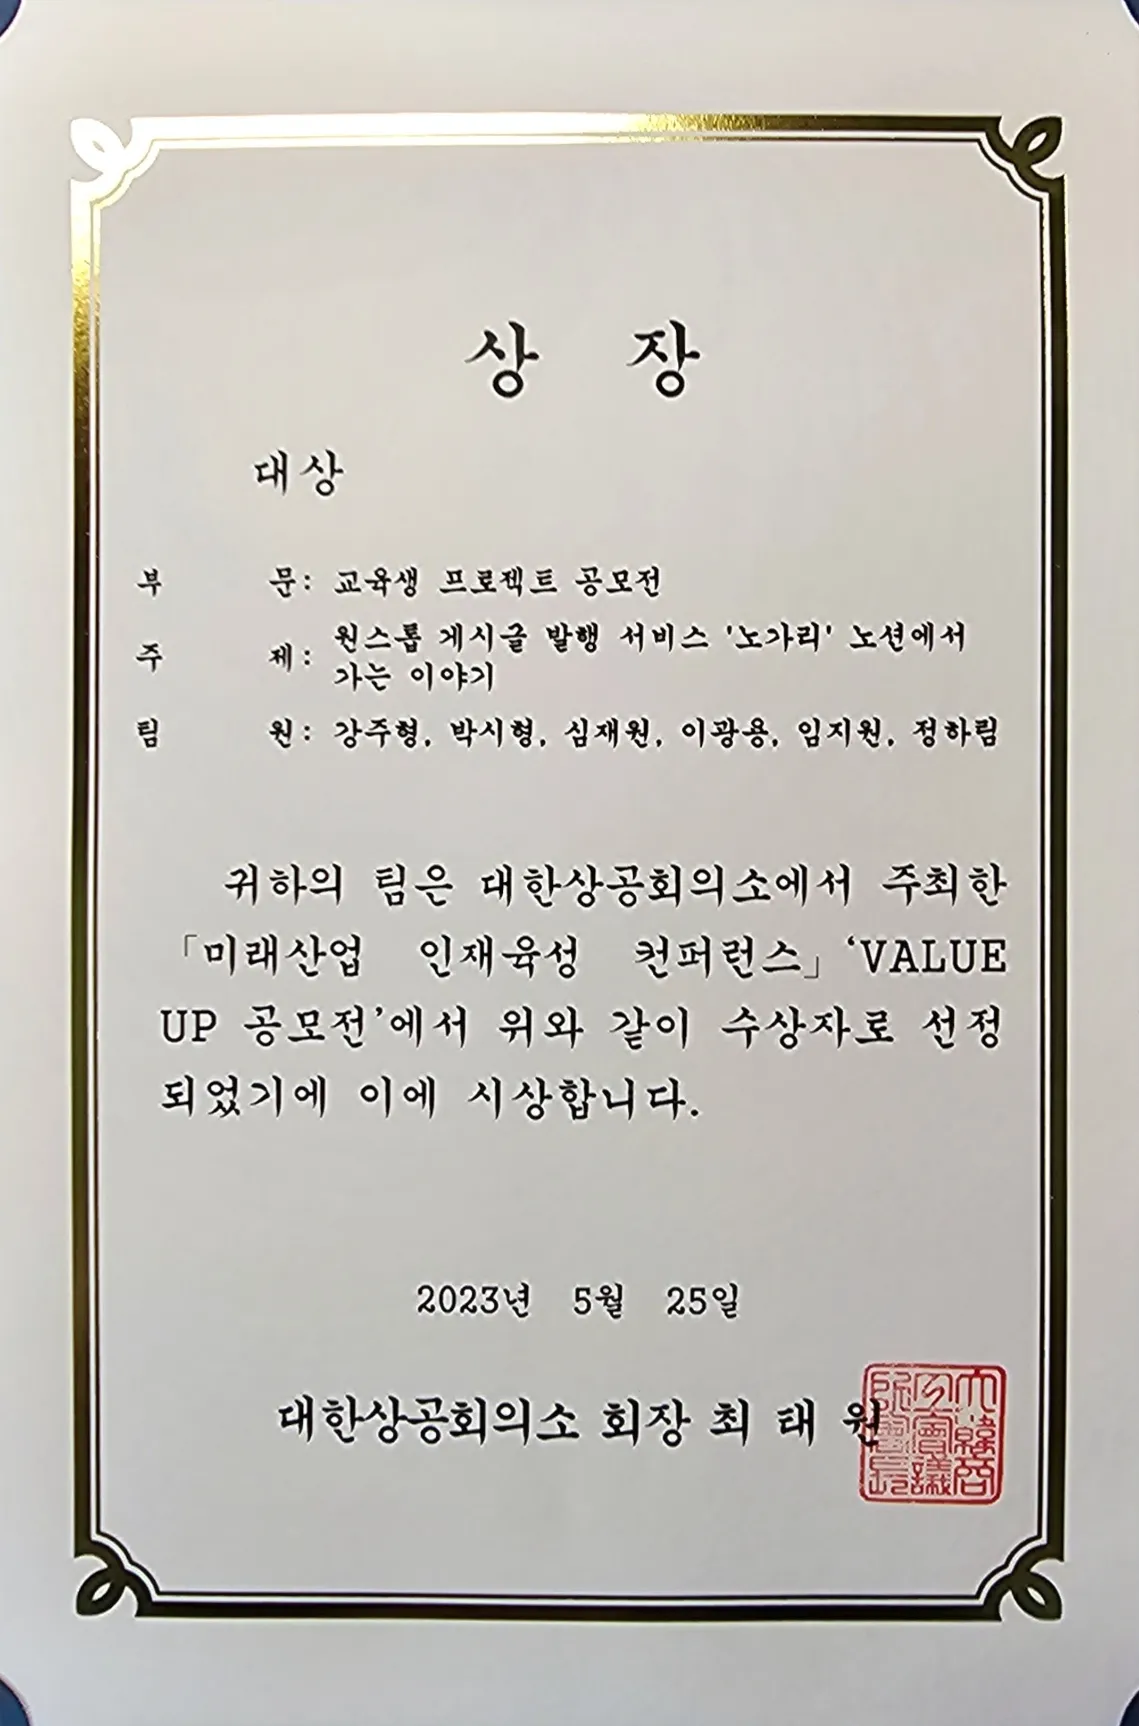 상 장
대상
부 문: 교육생 프로젝트 공모전
주 제: 원스톱 게시글 발행 서비스 '노가리' 노션에서
가는 이야기
팀 원: 강주형, 박시형, 심재원, 이광용, 임지원, 정하림
귀하의 팀은 대한상공회의소에서 주최한
「미래산업 인재육성 컨퍼런스」 ‘VALUE
UP 공모전’에서 위와 같이 수상자로 선정
되었기에 이에 시상합니다.
2023년 5월 25일
대한상공회의소 회장 최 태 원